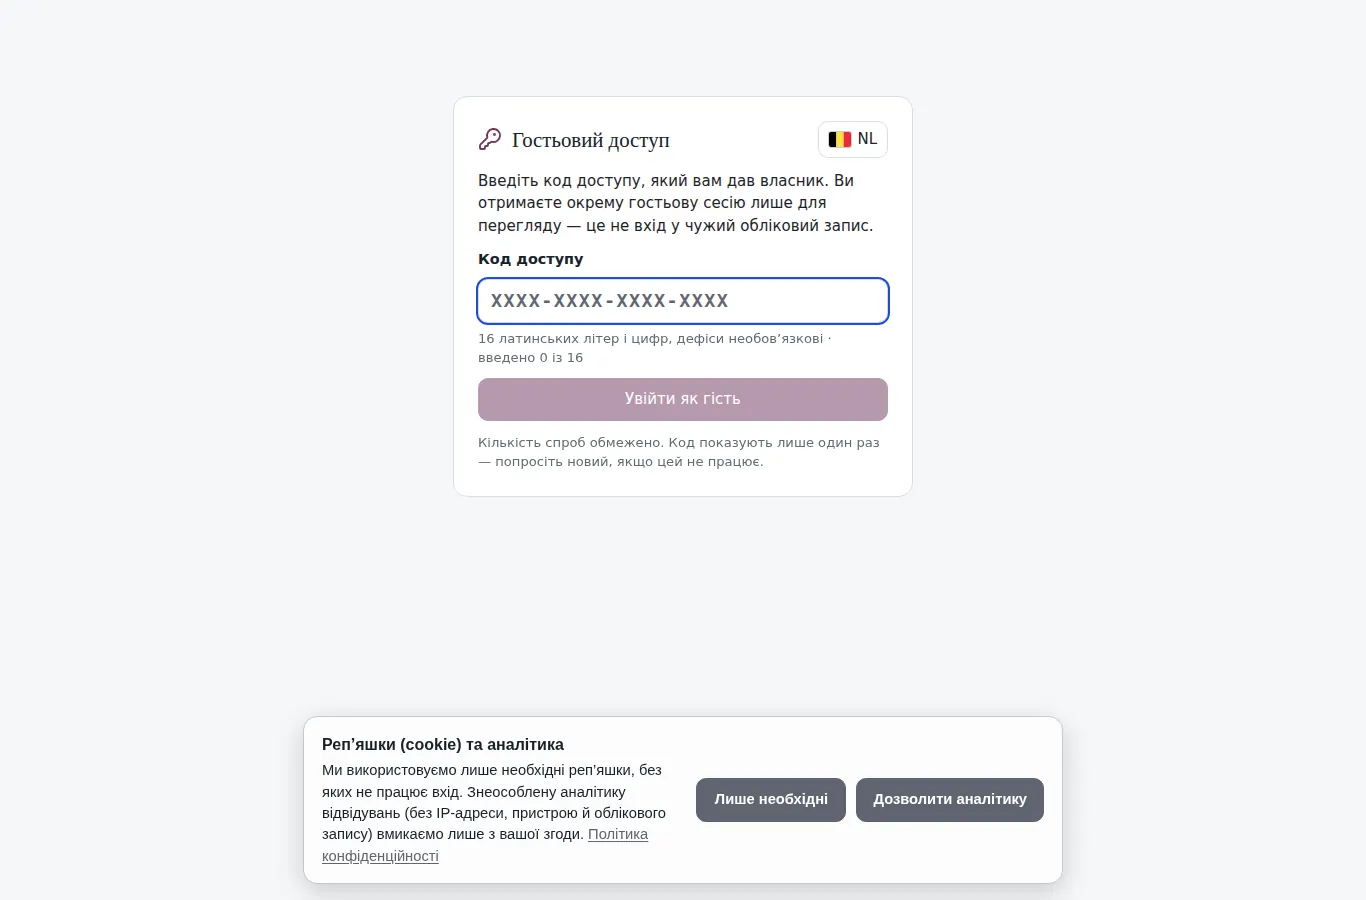 Гостьовий доступ
NL
Введіть код доступу, який вам дав власник. Ви
отримаєте окрему гостьову сесію лише для
перегляду — це не вхід у чужий обліковий запис.
Код доступу
XXXX-XXXX-XXXX-XXXX
16 латинських літер і цифр, дефіси необов’язкові ·
введено 0 із 16
Увійти як гість
Кількість спроб обмежено. Код показують лише один раз
— попросіть новий, якщо цей не працює.
Реп’яшки (cookie) та аналітика
Ми використовуємо лише необхідні реп’яшки, без
яких не працює вхід. Знеособлену аналітику
відвідувань (без IP-адреси, пристрою й облікового
запису) вмикаємо лише з вашої згоди. Політика
конфіденційності
Лише необхідні
Дозволити аналітику